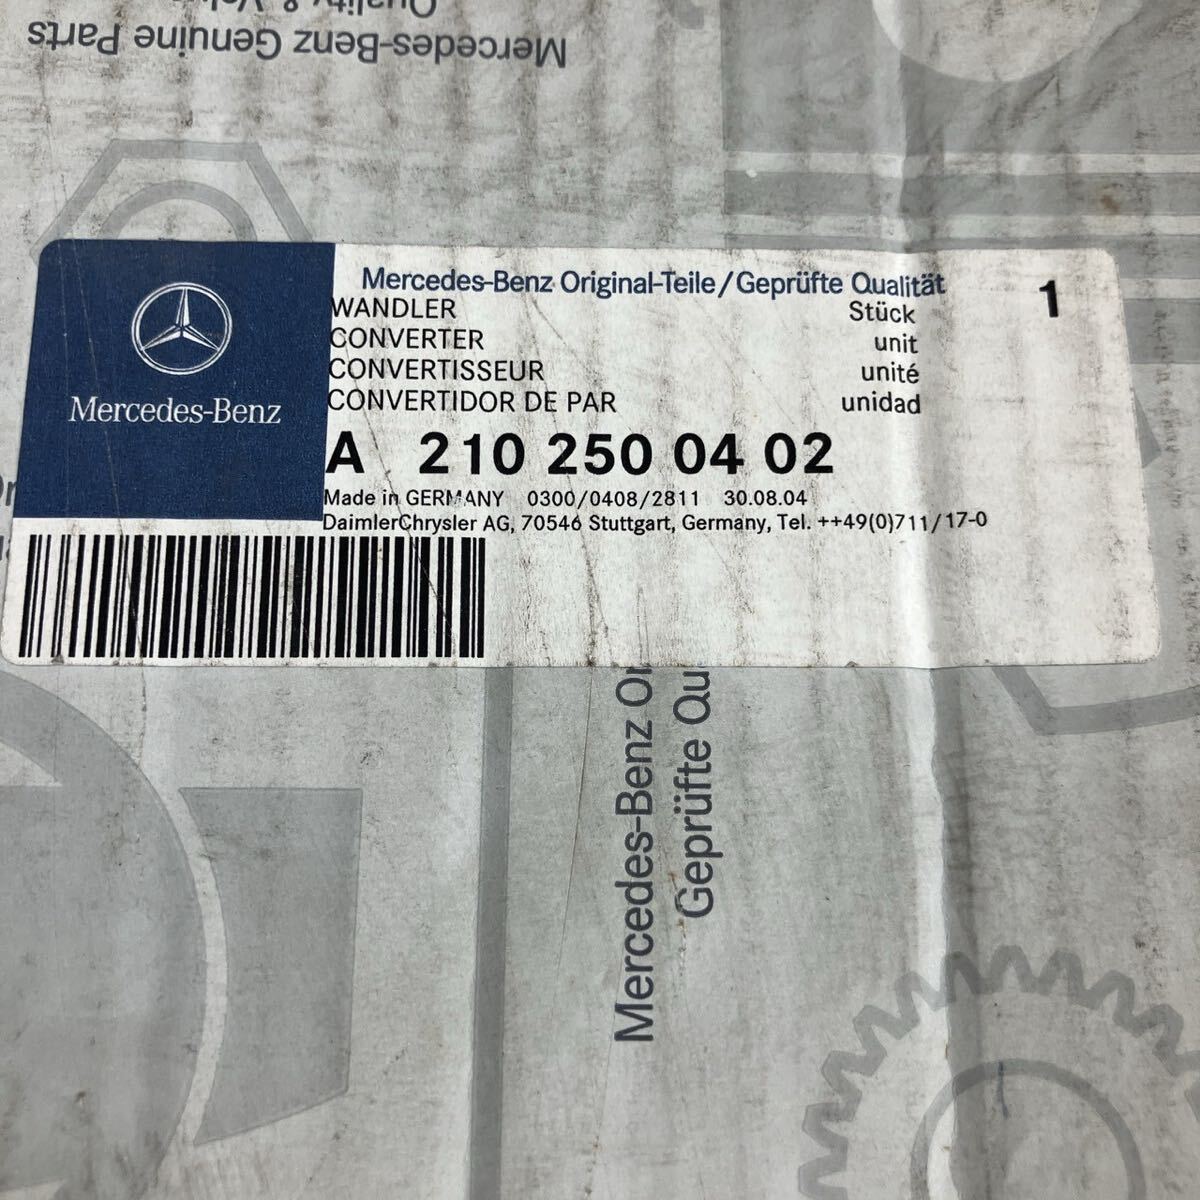 Quality &
Mercedes-Benz Genuine Parts
Mercedes-Benz
Mercedes-Benz Original-Teile/Geprüfte Qualität
WANDLER Stück 1
CONVERTER unit
CONVERTISSEUR unité
CONVERTIDOR DE PAR unidad
A 210 250 04 02
Made in GERMANY 0300/0408/2811 30.08.04
DaimlerChrysler AG, 70546 Stuttgart, Germany, Tel. ++49(0)711/17-0
Mercedes-Benz
Geprüfte